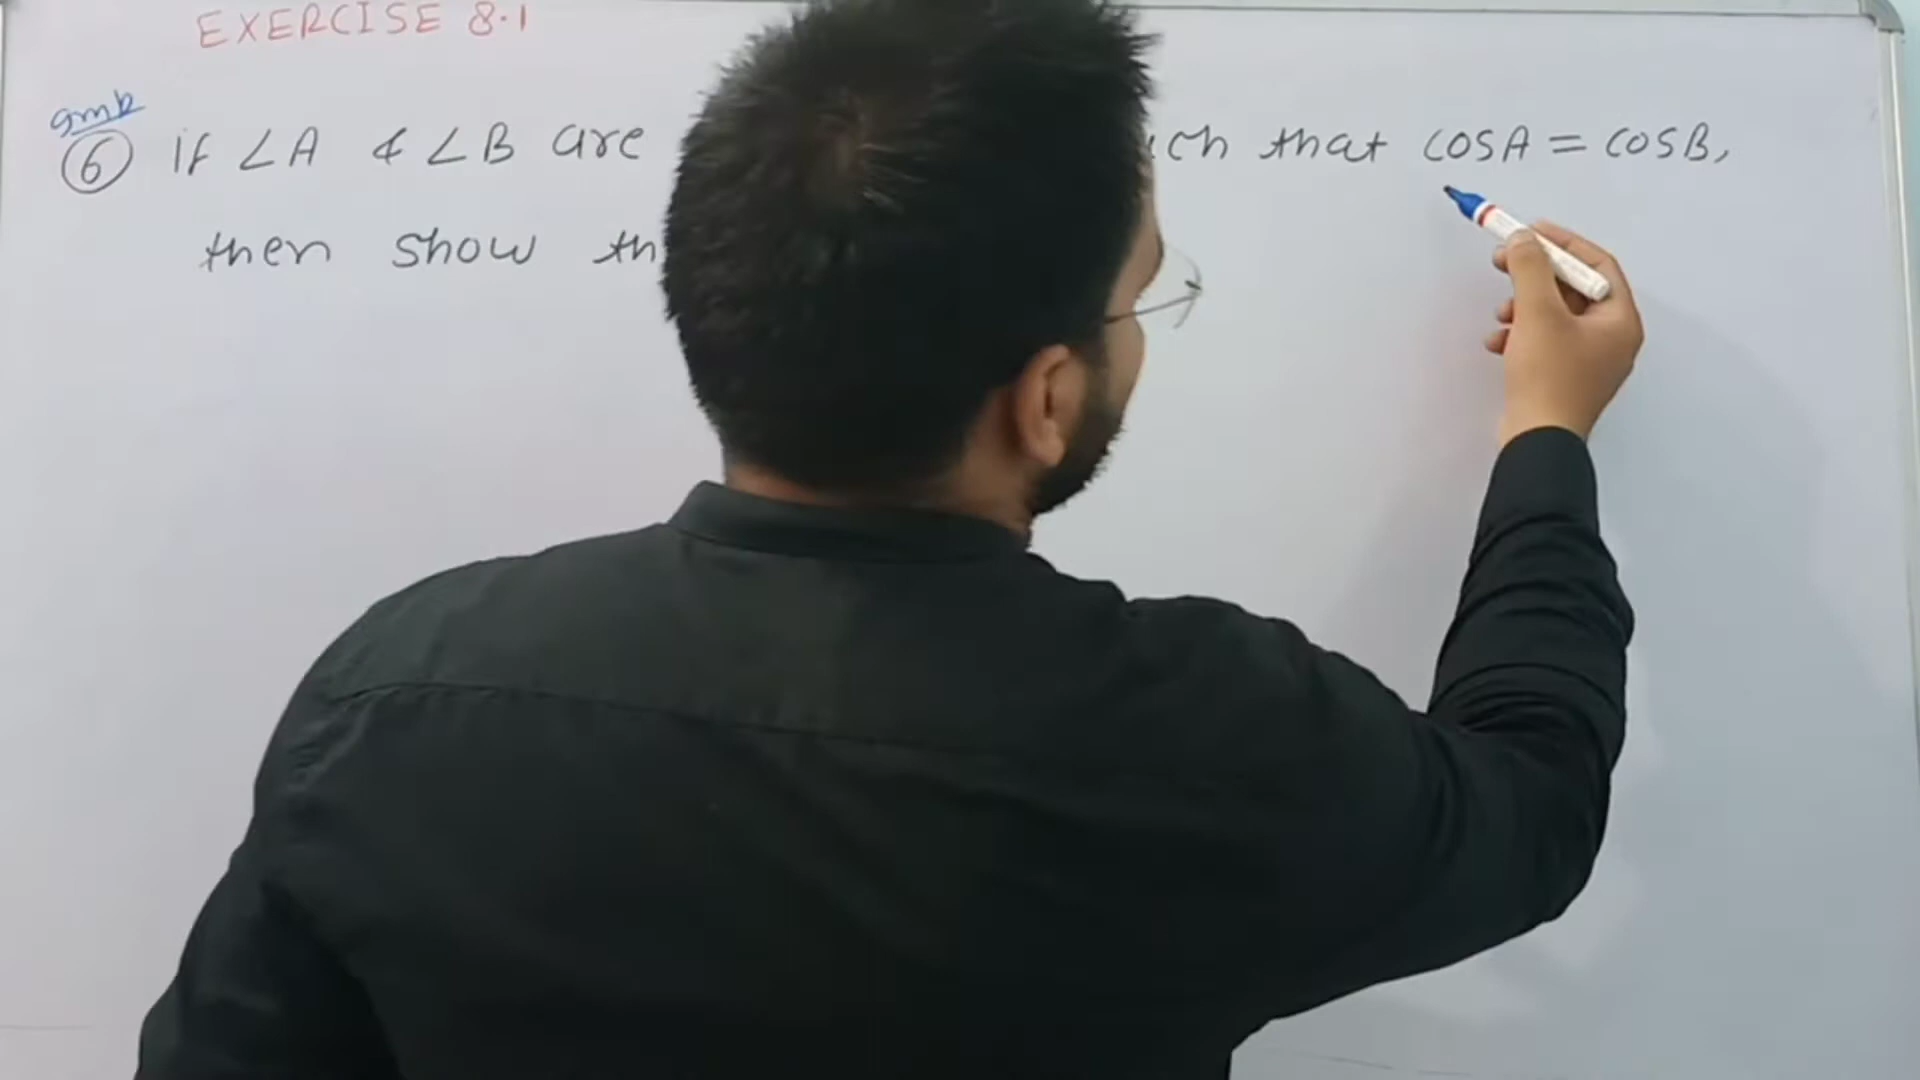 EXERCISE 8.1
Imp
6 If ∠A & ∠B are ch that COSA = COSB,
then show th